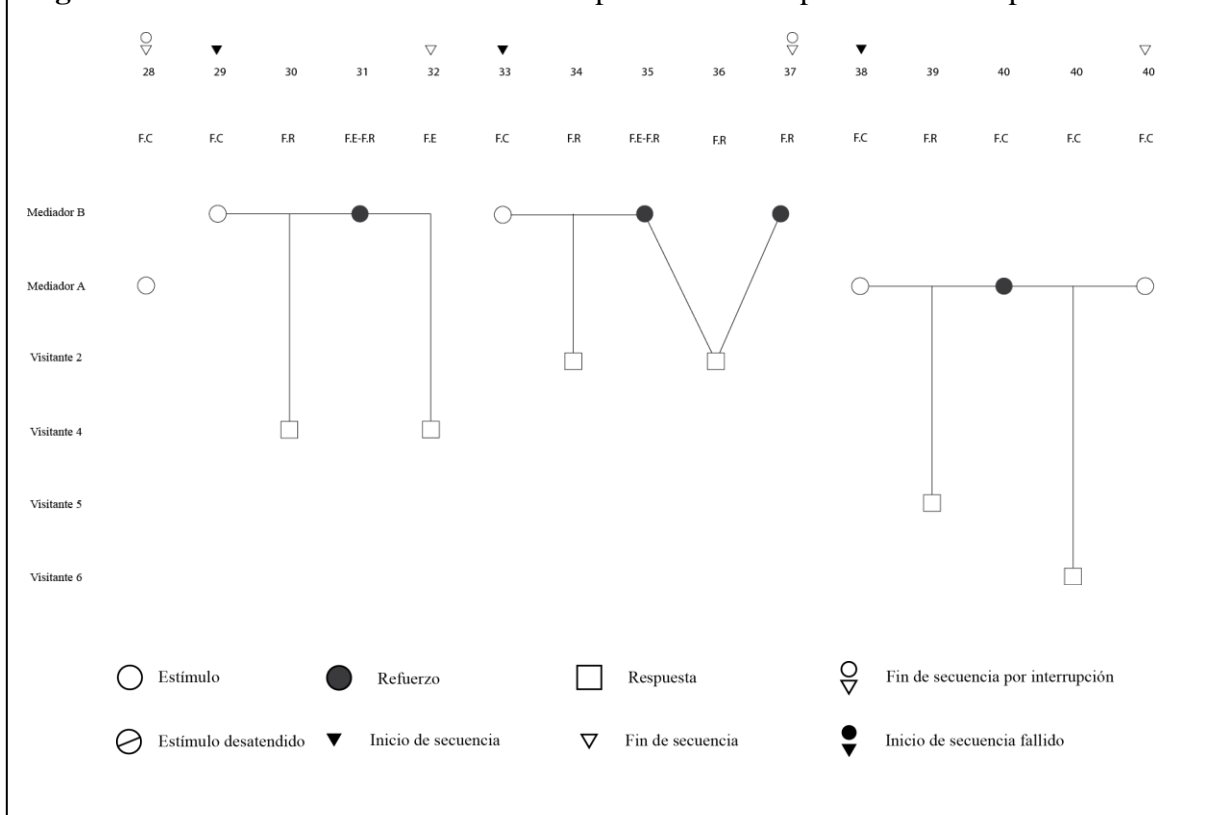 28 29 30 31 32 33 34 35 36 37 38 39 40 40 40
F.C F.C F.R F.E-F.R F.E F.C F.R F.E-F.R F.R F.R F.C F.R F.C F.C F.C
Mediador B
Mediador A
Visitante 2
Visitante 4
Visitante 5
Visitante 6
Estímulo Refuerzo Respuesta Fin de secuencia por interrupción
Estímulo desatendido Inicio de secuencia Fin de secuencia Inicio de secuencia fallido